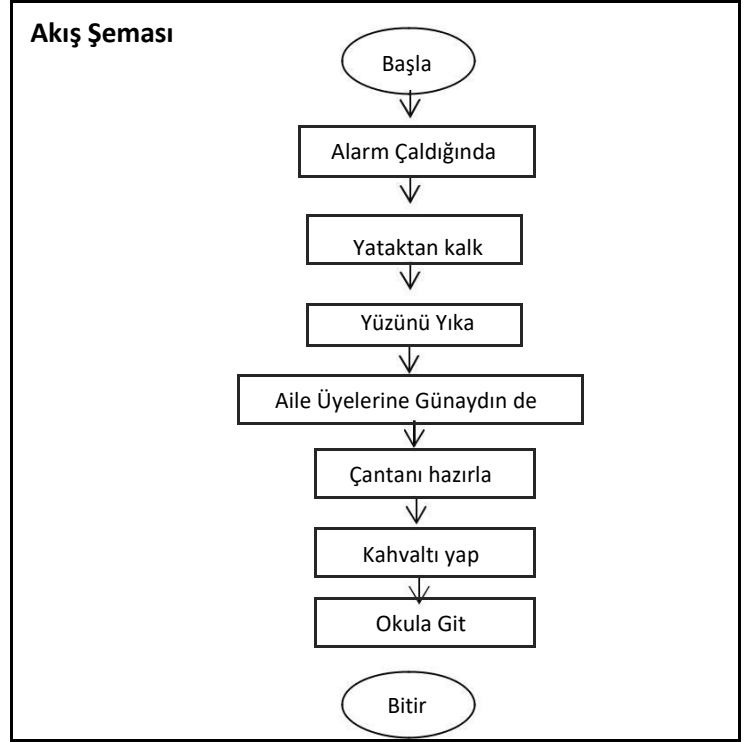 Akış Şeması
Başla
Alarm Çaldığında
Yataktan kalk
Yüzünü Yıka
Aile Üyelerine Günaydın de
Çantanı hazırla
Kahvaltı yap
Okula Git
Bitir